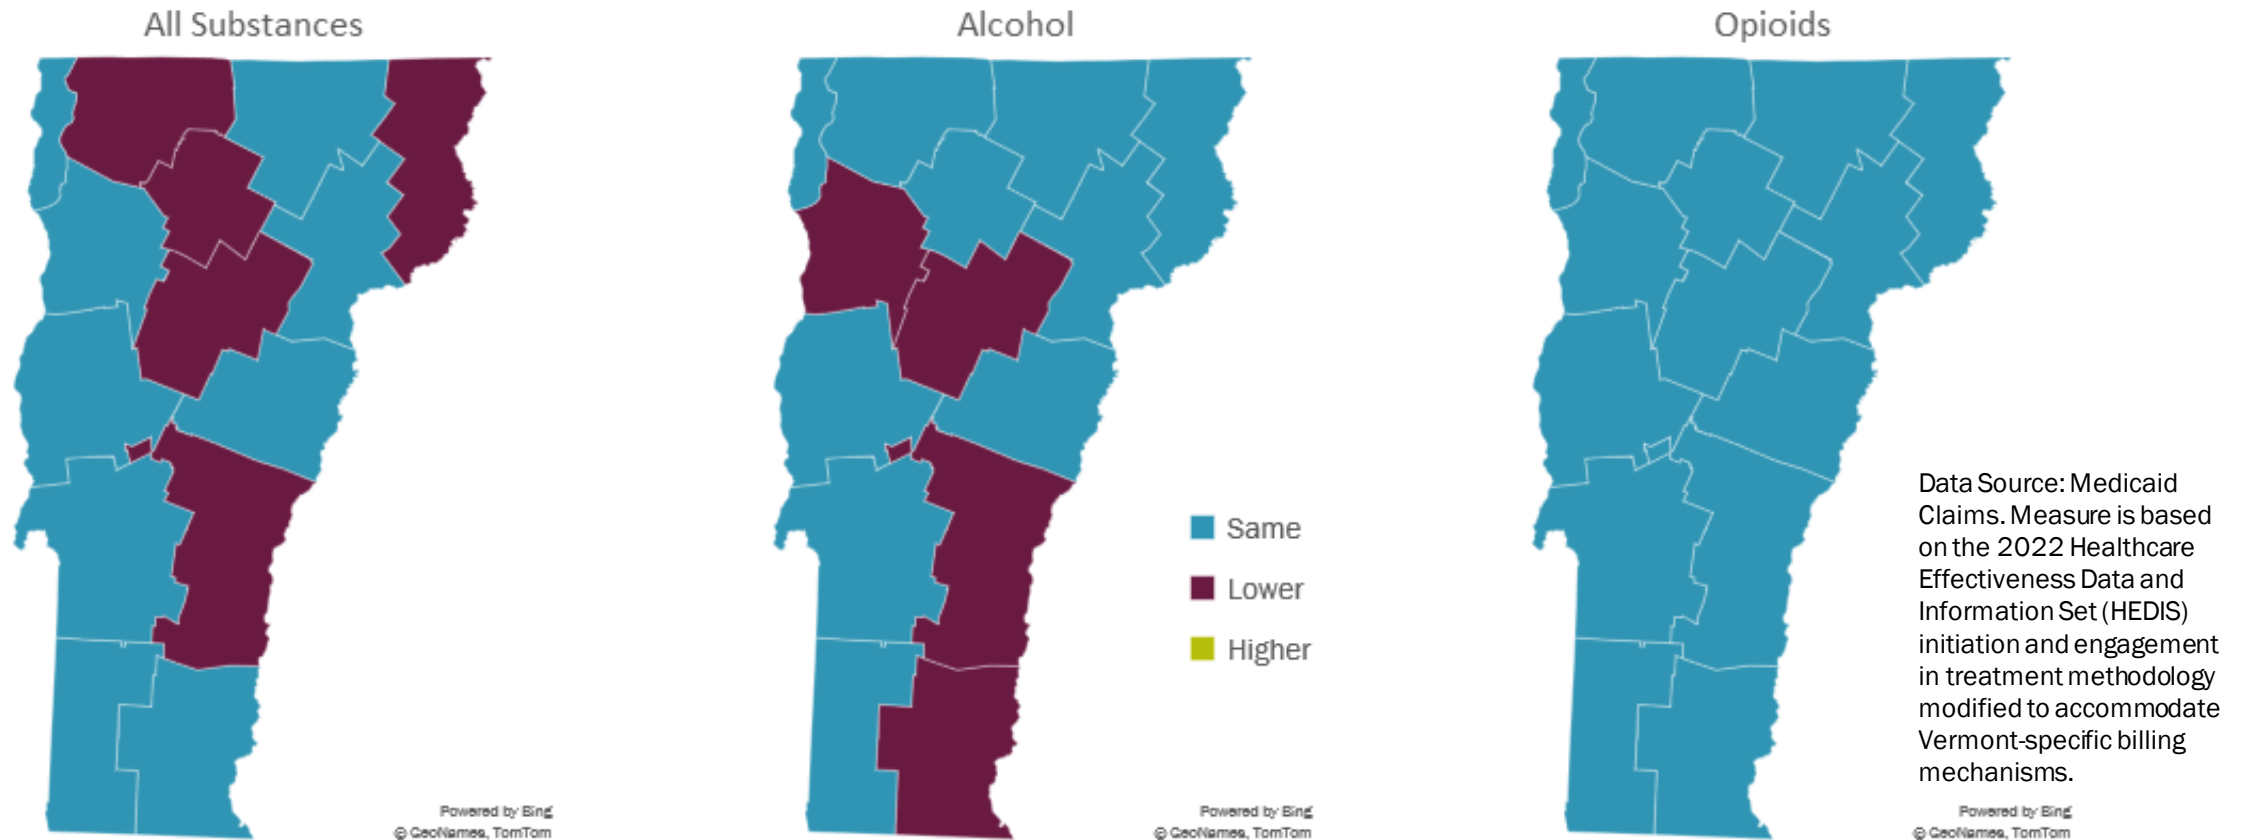 All Substances
Alcohol
Opioids
Same
Lower
Higher
Data Source: Medicaid
Claims. Measure is based
on the 2022 Healthcare
Effectiveness Data and
Information Set (HEDIS)
initiation and engagement
in treatment methodology
modified to accommodate
Vermont-specific billing
mechanisms.
Powered by Bing
© GeoNames, TomTom
Powered by Bing
© GeoNames, TomTom
Powered by Bing
© GeoNames, TomTom